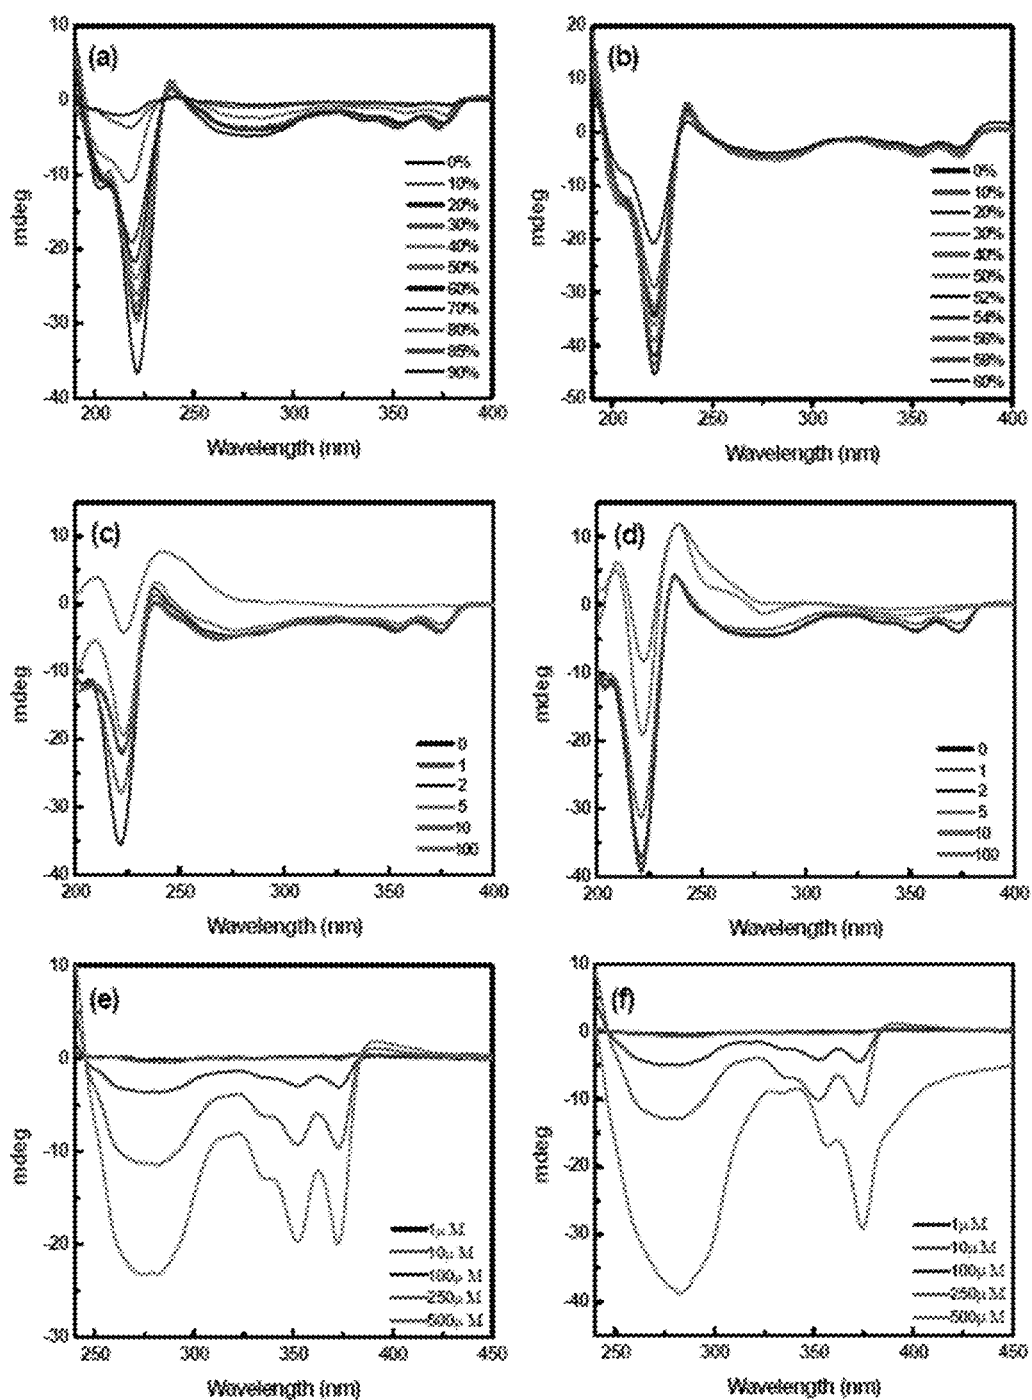 (a)
10
0
-10
-20
-30
-40
mdeg
200 250 300 350 400
Wavelength (nm)
0%
10%
20%
30%
40%
50%
60%
70%
80%
85%
90%
(b)
20
10
0
-10
-20
-30
-40
-50
mdeg
200 250 300 350 400
Wavelength (nm)
0%
10%
20%
30%
40%
50%
52%
54%
56%
58%
60%
(c)
10
0
-10
-20
-30
-40
mdeg
200 250 300 350 400
Wavelength (nm)
0
1
2
5
10
100
(d)
10
0
-10
-20
-30
-40
mdeg
200 250 300 350 400
Wavelength (nm)
0
1
2
5
10
100
(e)
10
0
-10
-20
-30
mdeg
250 300 350 400 450
Wavelength (nm)
1μM
10μM
100μM
250μM
500μM
(f)
10
0
-10
-20
-30
-40
mdeg
250 300 350 400 450
Wavelength (nm)
1μM
10μM
100μM
250μM
500μM